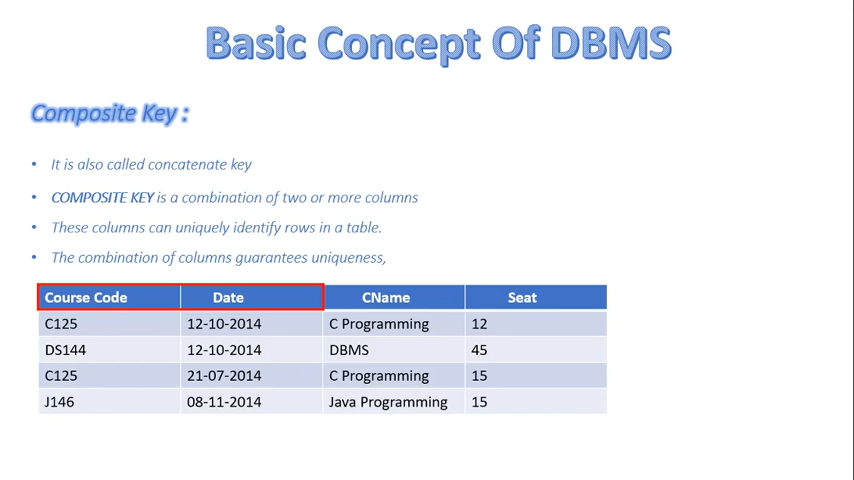 Basic Concept Of DBMS
Composite Key :
• It is also called concatenate key
• COMPOSITE KEY is a combination of two or more columns
• These columns can uniquely identify rows in a table.
• The combination of columns guarantees uniqueness,
Course Code Date CName Seat
C125 12-10-2014 C Programming 12
DS144 12-10-2014 DBMS 45
C125 21-07-2014 C Programming 15
J146 08-11-2014 Java Programming 15